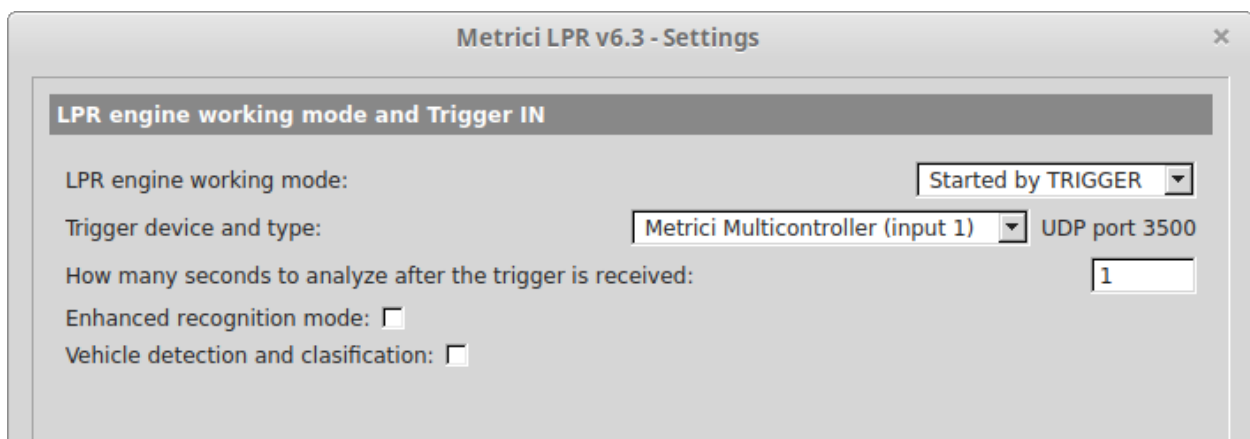 Metrici LPR v6.3 - Settings
LPR engine working mode and Trigger IN
LPR engine working mode: Started by TRIGGER
Trigger device and type: Metrici Multicontroller (input 1) UDP port 3500
How many seconds to analyze after the trigger is received: 1
Enhanced recognition mode:
Vehicle detection and clasification: